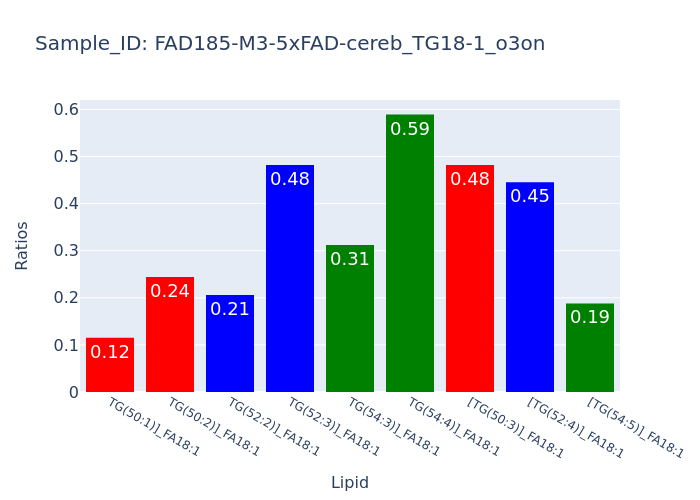 Sample_ID: FAD185-M3-5xFAD-cereb_TG18-1_o3on
Ratios
0.6
0.5
0.4
0.3
0.2
0.1
0
0.12
0.24
0.21
0.48
0.31
0.59
0.48
0.45
0.19
TG(50:1)]_FA18:1
TG(50:2)]_FA18:1
TG(52:2)]_FA18:1
TG(52:3)]_FA18:1
TG(54:3)]_FA18:1
TG(54:4)]_FA18:1
[TG(50:3)]_FA18:1
[TG(52:4)]_FA18:1
[TG(54:5)]_FA18:1
Lipid